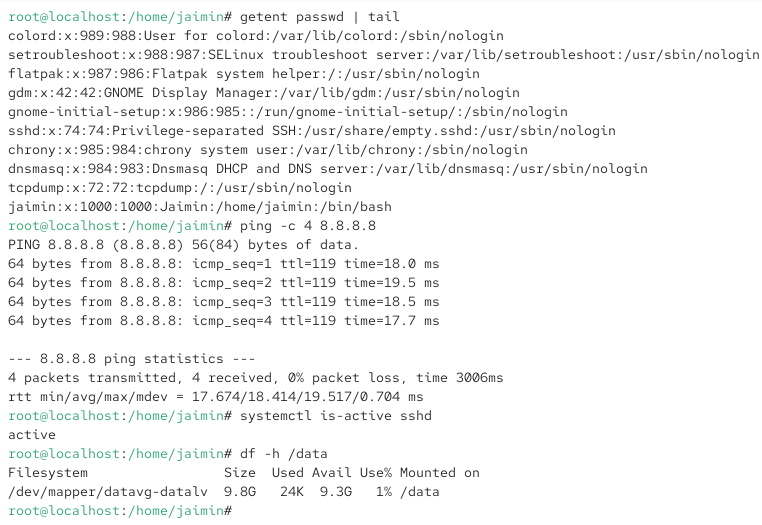 root@localhost:/home/jaimin# getent passwd | tail
colord:x:989:988:User for colord:/var/lib/colord:/sbin/nologin
setroubleshoot:x:988:987:SELinux troubleshoot server:/var/lib/setroubleshoot:/usr/sbin/nologin
flatpak:x:987:986:Flatpak system helper:/:/usr/sbin/nologin
gdm:x:42:42:GNOME Display Manager:/var/lib/gdm:/usr/sbin/nologin
gnome-initial-setup:x:986:985::/run/gnome-initial-setup/:/sbin/nologin
sshd:x:74:74:Privilege-separated SSH:/usr/share/empty.sshd:/usr/sbin/nologin
chrony:x:985:984:chrony system user:/var/lib/chrony:/sbin/nologin
dnsmasq:x:984:983:Dnsmasq DHCP and DNS server:/var/lib/dnsmasq:/usr/sbin/nologin
tcpdump:x:72:72:tcpdump:/:/usr/sbin/nologin
jaimin:x:1000:1000:Jaimin:/home/jaimin:/bin/bash
root@localhost:/home/jaimin# ping -c 4 8.8.8.8
PING 8.8.8.8 (8.8.8.8) 56(84) bytes of data.
64 bytes from 8.8.8.8: icmp_seq=1 ttl=119 time=18.0 ms
64 bytes from 8.8.8.8: icmp_seq=2 ttl=119 time=19.5 ms
64 bytes from 8.8.8.8: icmp_seq=3 ttl=119 time=18.5 ms
64 bytes from 8.8.8.8: icmp_seq=4 ttl=119 time=17.7 ms

--- 8.8.8.8 ping statistics ---
4 packets transmitted, 4 received, 0% packet loss, time 3006ms
rtt min/avg/max/mdev = 17.674/18.414/19.517/0.704 ms
root@localhost:/home/jaimin# systemctl is-active sshd
active
root@localhost:/home/jaimin# df -h /data
Filesystem                 Size  Used Avail Use% Mounted on
/dev/mapper/datavg-datalv  9.8G   24K  9.3G   1% /data
root@localhost:/home/jaimin#